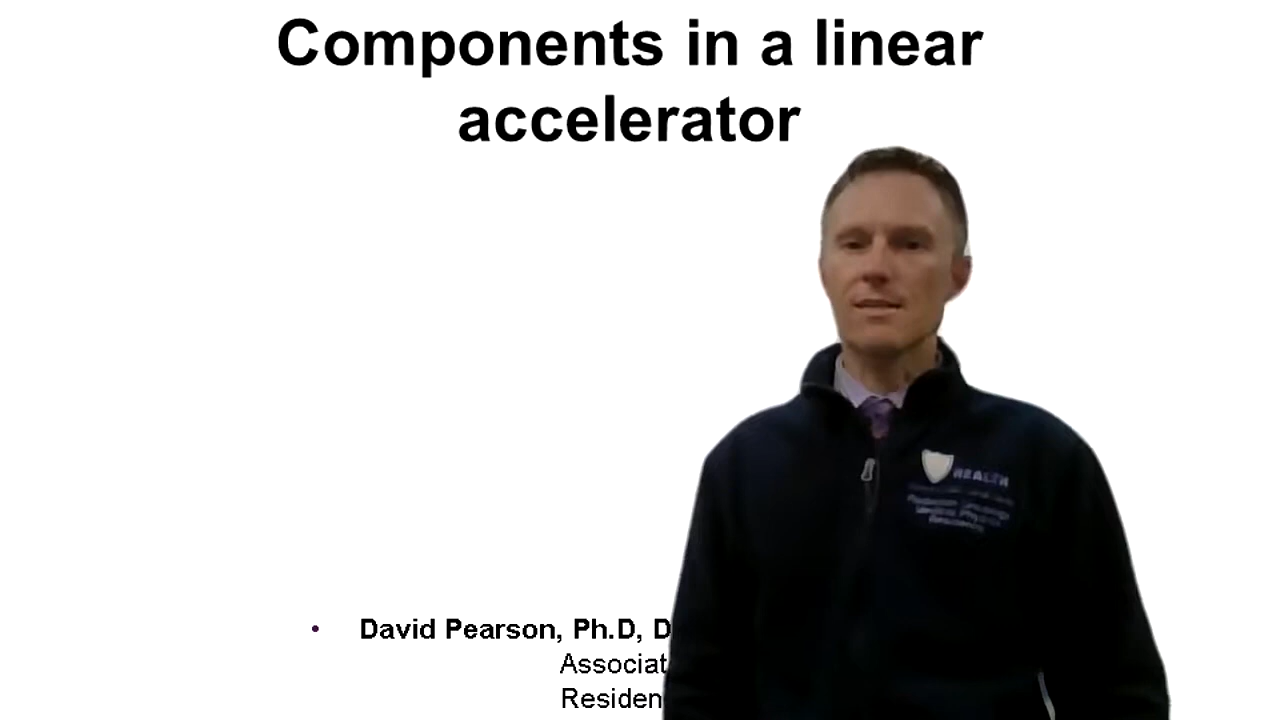 Components in a linear
accelerator
HEALTH
• David Pearson, Ph.D, D
Associat
Residen